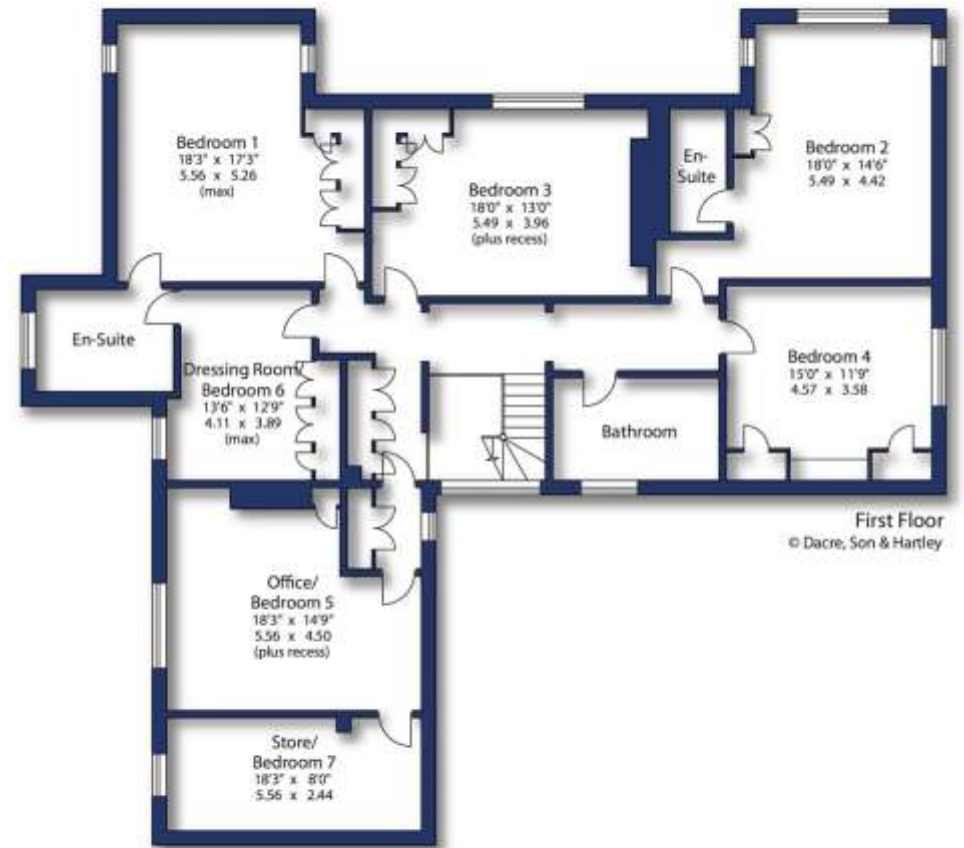 Bedroom 1
18'3" x 17'3"
5.56 x 5.26
(max)
Bedroom 3
18'0" x 13'0"
5.49 x 3.96
(plus recess)
En-
Suite
Bedroom 2
18'0" x 14'6"
5.49 x 4.42
En-Suite
Dressing Room/
Bedroom 6
13'6" x 12'9"
4.11 x 3.89
(max)
Bathroom
Bedroom 4
15'0" x 11'9"
4.57 x 3.58
First Floor
© Dacre, Son & Hartley
Office/
Bedroom 5
18'3" x 14'9"
5.56 x 4.50
(plus recess)
Store/
Bedroom 7
18'3" x 8'0"
5.56 x 2.44